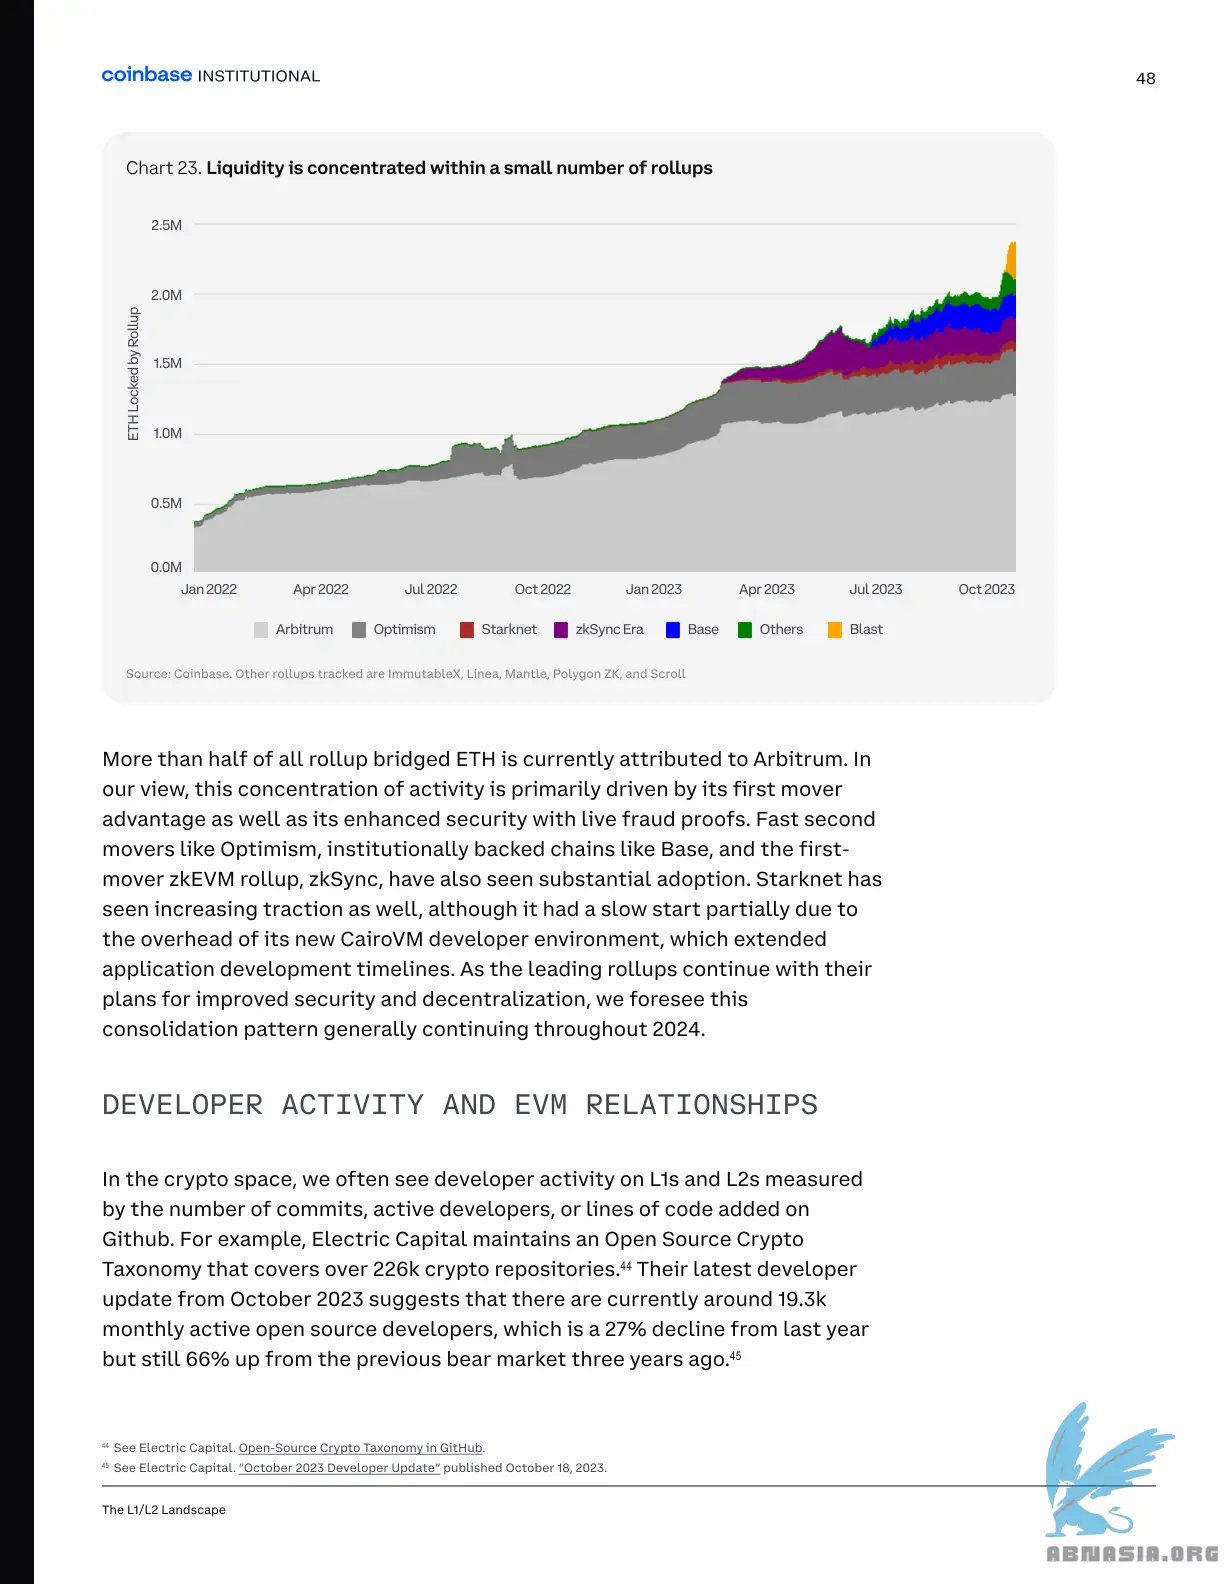 coinbase INSTITUTIONAL
48
Chart 23. Liquidity is concentrated within a small number of rollups
ETH Locked by Rollup
2.5M
2.0M
1.5M
1.0M
0.5M
0.0M
Jan 2022 Apr 2022 Jul 2022 Oct 2022 Jan 2023 Apr 2023 Jul 2023 Oct 2023
Arbitrum Optimism Starknet zkSync Era Base Others Blast
Source: Coinbase. Other rollups tracked are ImmutableX, Linea, Mantle, Polygon ZK, and Scroll
More than half of all rollup bridged ETH is currently attributed to Arbitrum. In
our view, this concentration of activity is primarily driven by its first mover
advantage as well as its enhanced security with live fraud proofs. Fast second
movers like Optimism, institutionally backed chains like Base, and the first-
mover zkEVM rollup, zkSync, have also seen substantial adoption. Starknet has
seen increasing traction as well, although it had a slow start partially due to
the overhead of its new CairoVM developer environment, which extended
application development timelines. As the leading rollups continue with their
plans for improved security and decentralization, we foresee this
consolidation pattern generally continuing throughout 2024.
DEVELOPER ACTIVITY AND EVM RELATIONSHIPS
In the crypto space, we often see developer activity on L1s and L2s measured
by the number of commits, active developers, or lines of code added on
Github. For example, Electric Capital maintains an Open Source Crypto
Taxonomy that covers over 226k crypto repositories.44 Their latest developer
update from October 2023 suggests that there are currently around 19.3k
monthly active open source developers, which is a 27% decline from last year
but still 66% up from the previous bear market three years ago.45
44 See Electric Capital. Open-Source Crypto Taxonomy in GitHub.
45 See Electric Capital. "October 2023 Developer Update" published October 18, 2023.
The L1/L2 Landscape
ABNASIA.ORG